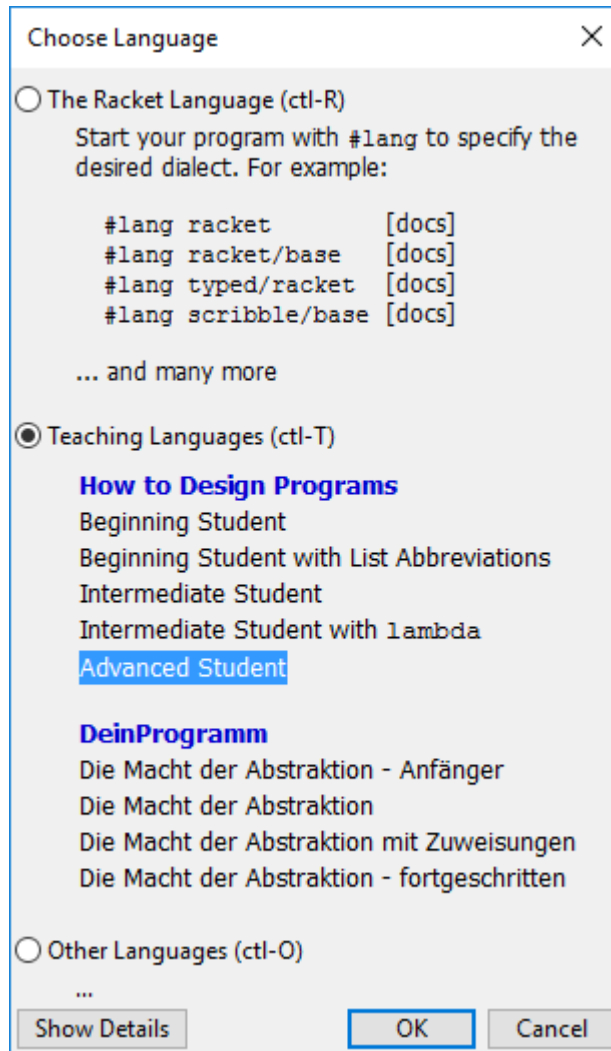 Choose Language
The Racket Language (ctl-R)
Start your program with #lang to specify the
desired dialect. For example:
#lang racket [docs]
#lang racket/base [docs]
#lang typed/racket [docs]
#lang scribble/base [docs]
... and many more
Teaching Languages (ctl-T)
How to Design Programs
Beginning Student
Beginning Student with List Abbreviations
Intermediate Student
Intermediate Student with lambda
Advanced Student
DeinProgramm
Die Macht der Abstraktion - Anfänger
Die Macht der Abstraktion
Die Macht der Abstraktion mit Zuweisungen
Die Macht der Abstraktion - fortgeschritten
Other Languages (ctl-O)
...
Show Details OK Cancel